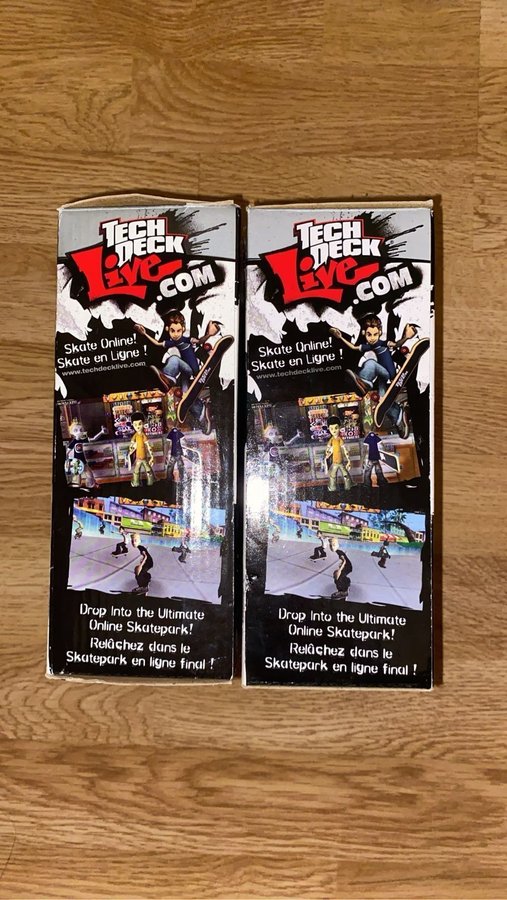 TECH
DECK
Live
.COM
Skate Online!
Skate en Ligne !
www.techdecklive.com
Drop Into the Ultimate
Online Skatepark!
Relâchez dans le
Skatepark en ligne final !
TECH
DECK
Live
.COM
Skate Online!
Skate en Ligne !
www.techdecklive.com
Drop Into the Ultimate
Online Skatepark!
Relâchez dans le
Skatepark en ligne final !